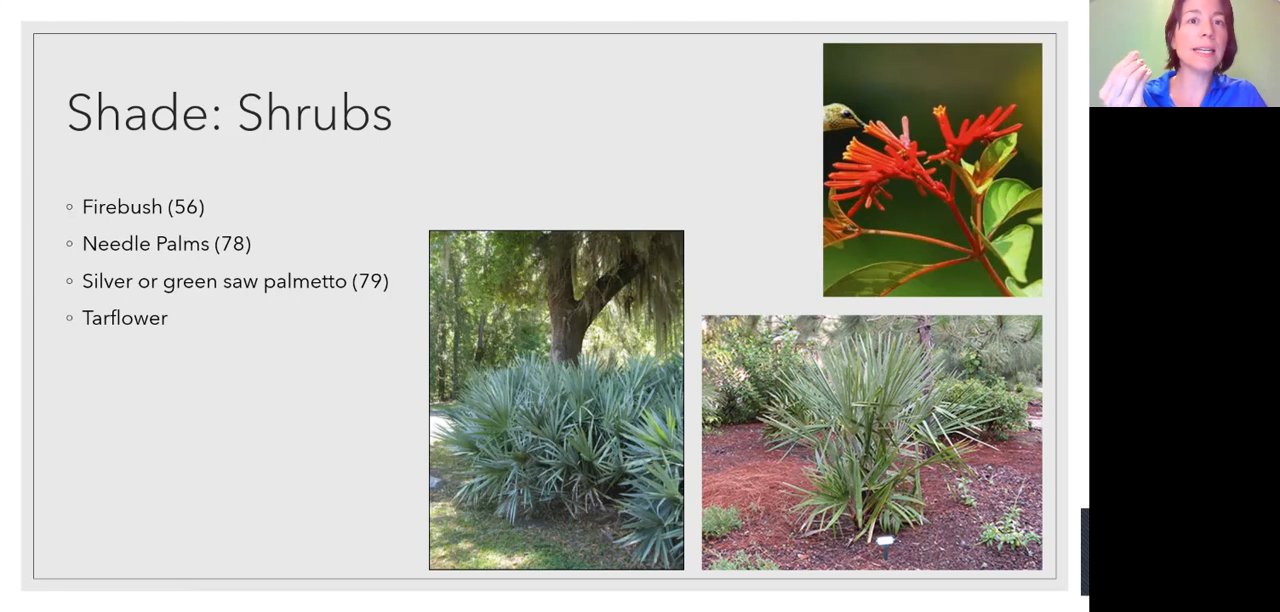 Shade: Shrubs
◦ Firebush (56)
◦ Needle Palms (78)
◦ Silver or green saw palmetto (79)
◦ Tarflower